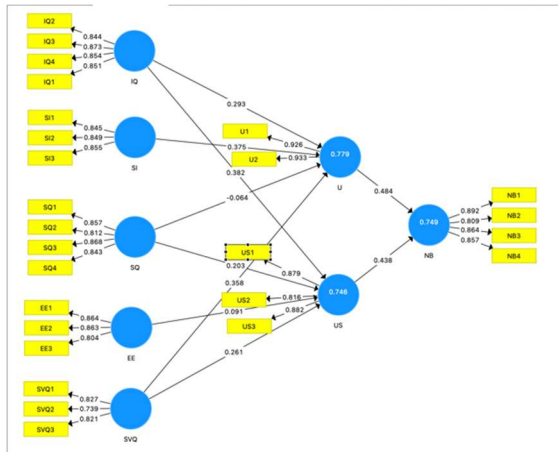 IQ2
IQ3
IQ4
IQ1
0.844
0.873
0.854
0.851
IQ
SI1
SI2
SI3
0.845
0.849
0.855
SI
SQ1
SQ2
SQ3
SQ4
0.857
0.812
0.868
0.843
SQ
EE1
EE2
EE3
0.864
0.863
0.804
EE
SVQ1
SVQ2
SVQ3
0.827
0.739
0.821
SVQ
0.293
0.375
0.382
-0.064
0.203
0.358
0.091
0.261
U1
U2
0.926
0.933
0.779
U
US1
US2
US3
0.879
0.816
0.882
0.746
US
0.484
0.438
0.749
NB
0.892
0.809
0.864
0.857
NB1
NB2
NB3
NB4